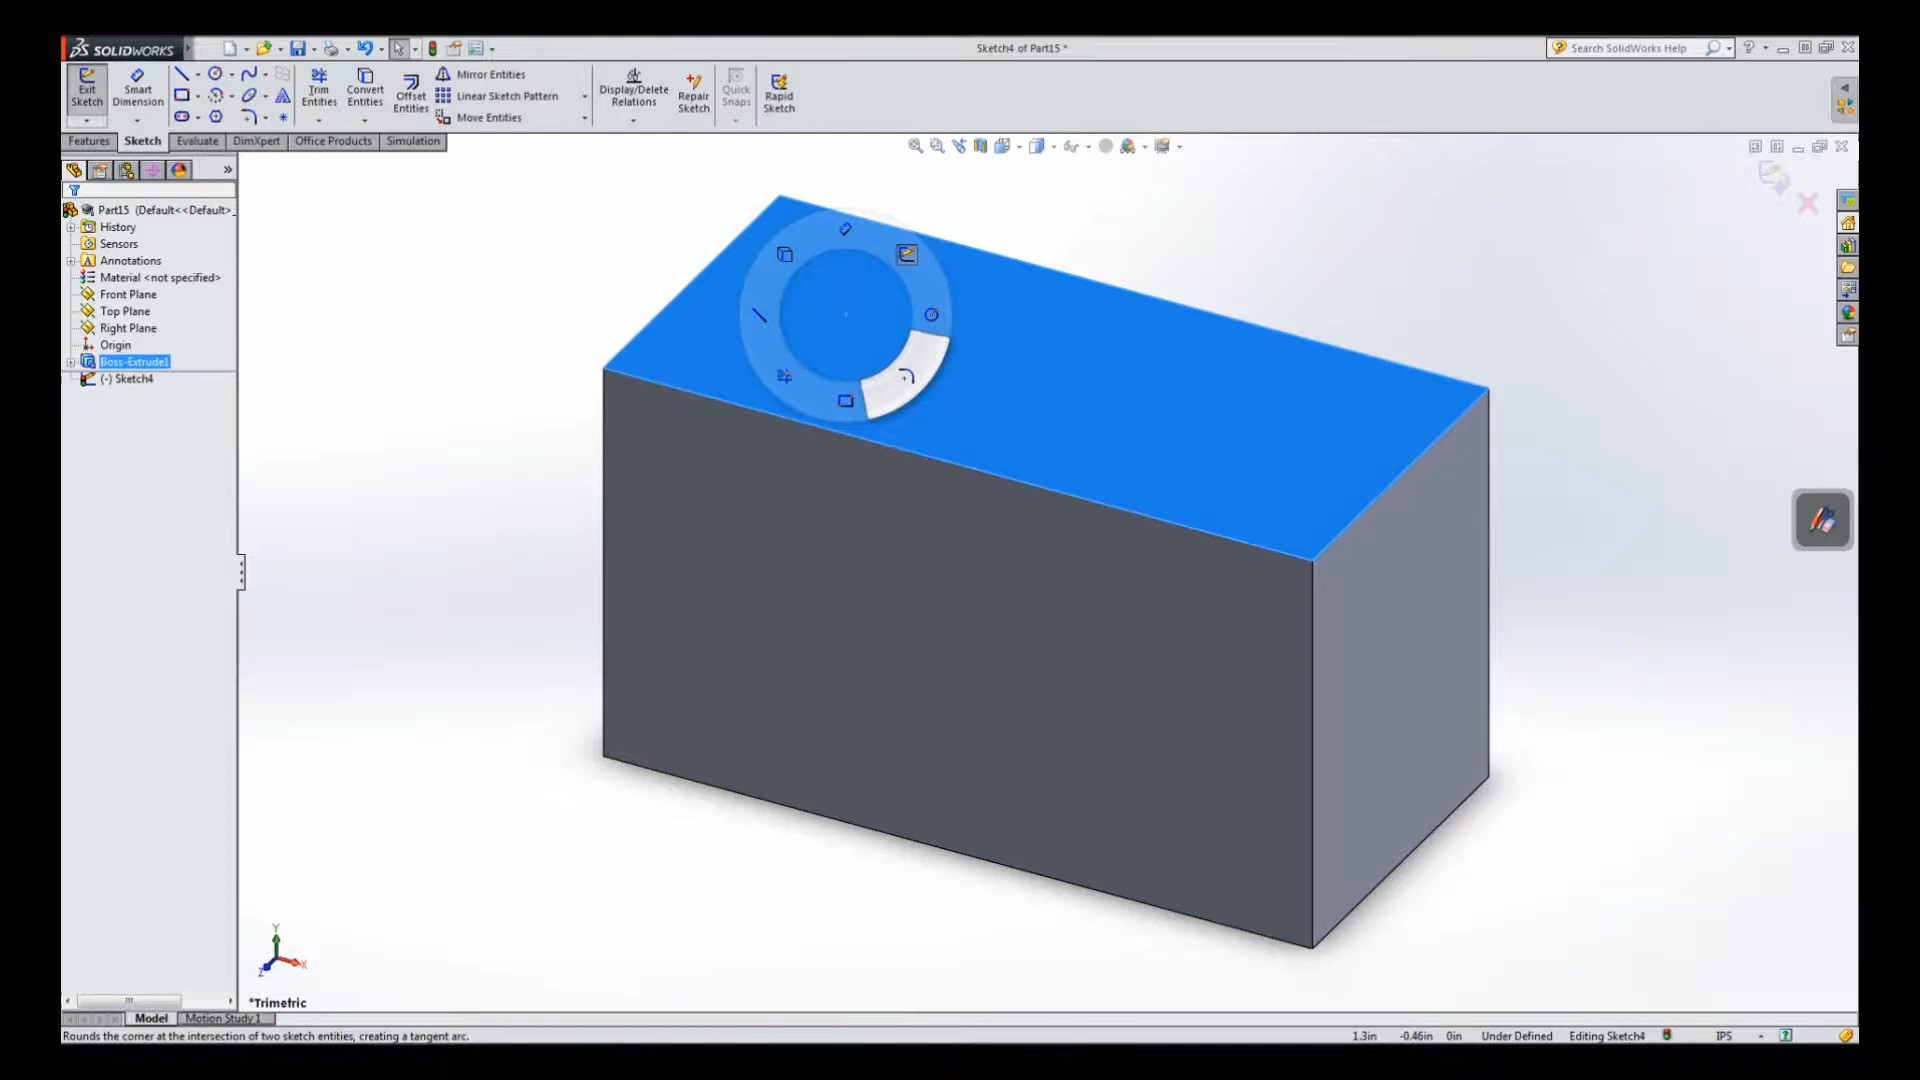 SOLIDWORKS
Sketch4 of Part15 *
Search SolidWorks Help
Exit Sketch
Smart Dimension
Trim Entities
Convert Entities
Offset Entities
Mirror Entities
Linear Sketch Pattern
Move Entities
Display/Delete Relations
Repair Sketch
Quick Snaps
Rapid Sketch
Features
Sketch
Evaluate
DimXpert
Office Products
Simulation
Part15 (Default<<Default>_
History
Sensors
Annotations
Material <not specified>
Front Plane
Top Plane
Right Plane
Origin
Boss-Extrude1
(-) Sketch4
Y
X
Z
*Trimetric
Model
Motion Study 1
Rounds the corner at the intersection of two sketch entities, creating a tangent arc.
1.3in
-0.46in
0in
Under Defined
Editing Sketch4
IPS